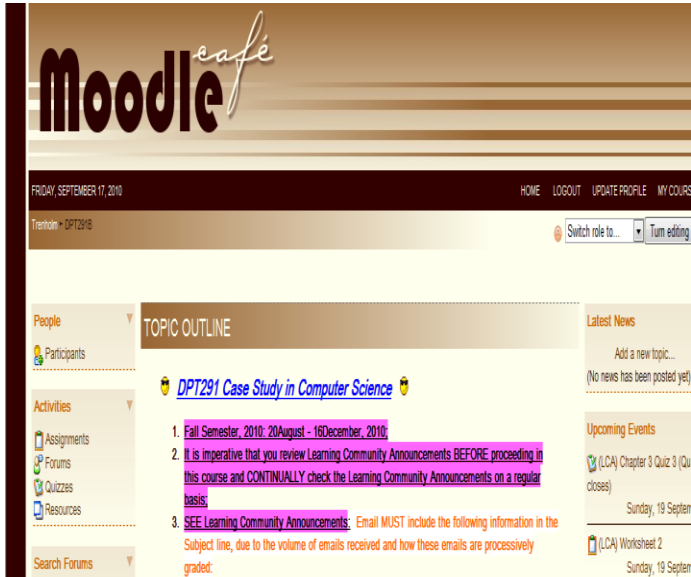 Moodle café
FRIDAY, SEPTEMBER 17, 2010
HOME LOGOUT UPDATE PROFILE MY COURS
Trenholm ▸ DPT291B
Switch role to... Turn editing
People
Participants
Activities
Assignments
Forums
Quizzes
Resources
Search Forums
TOPIC OUTLINE
DPT291 Case Study in Computer Science
1. Fall Semester, 2010: 20August - 16December, 2010;
2. It is imperative that you review Learning Community Announcements BEFORE proceeding in
this course and CONTINUALLY check the Learning Community Announcements on a regular
basis;
3. SEE Learning Community Announcements: Email MUST include the following information in the
Subject line, due to the volume of emails received and how these emails are processively
graded:
Latest News
Add a new topic...
(No news has been posted yet)
Upcoming Events
(LCA) Chapter 3 Quiz 3 (Qu
closes)
Sunday, 19 Septem
(LCA) Worksheet 2
Sunday, 19 Septem